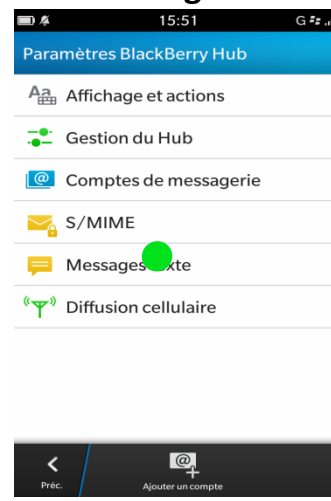 15:51 G
Paramètres BlackBerry Hub
Affichage et actions
Gestion du Hub
Comptes de messagerie
S/MIME
Messages xte
Diffusion cellulaire
Préc.
Ajouter un compte